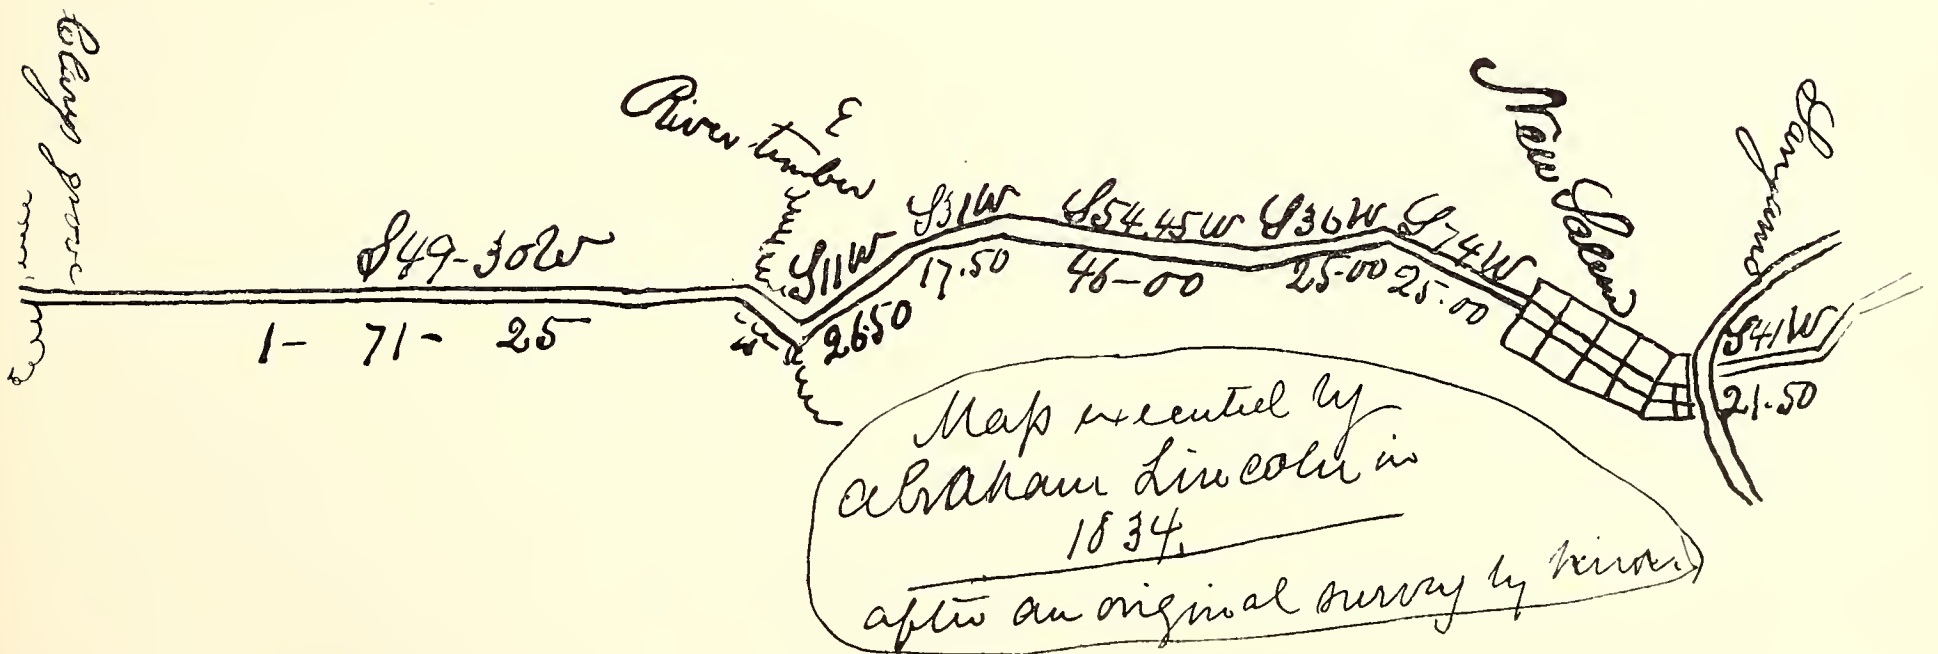 Clary's grove
S49-30W
1- 71- 25
E
River timber
S11W
26.50
S31W
17.50
S54.45W
46-00
S36W
25-00
S74W
25.00
New Salem
Sangamo
S41W
21.50
Map executed by
Abraham Lincoln in
1834.
after an original survey by